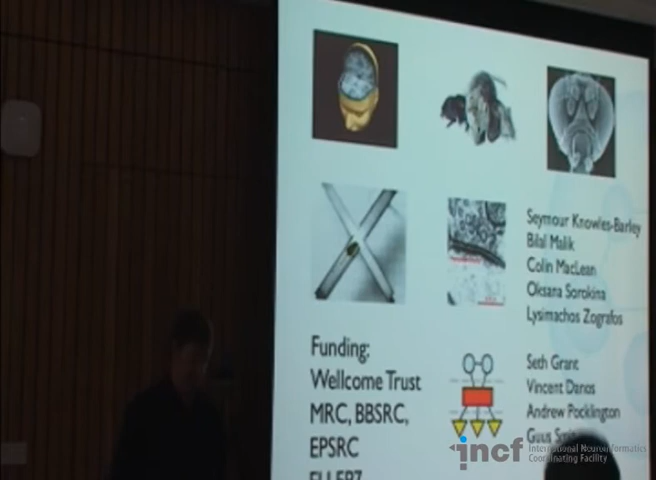 Seymour Knowles-Barley
Bilal Malik
Colin MacLean
Oksana Sorokina
Lysimachos Zografos
Funding:
Wellcome Trust
MRC, BBSRC,
EPSRC
Seth Grant
Vincent Danos
Andrew Pocklington
Guus
incf International Neuroinformatics
Coordinating Facility